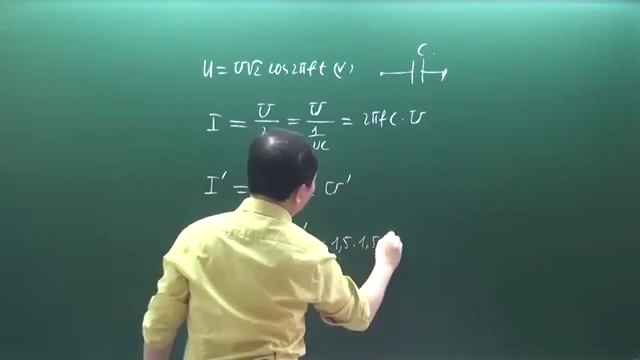 u = U√2 cos2πft (V)
C
I = U = U/(1/ωC) = 2πfC · U
I' = U'
1,5 · 1,5